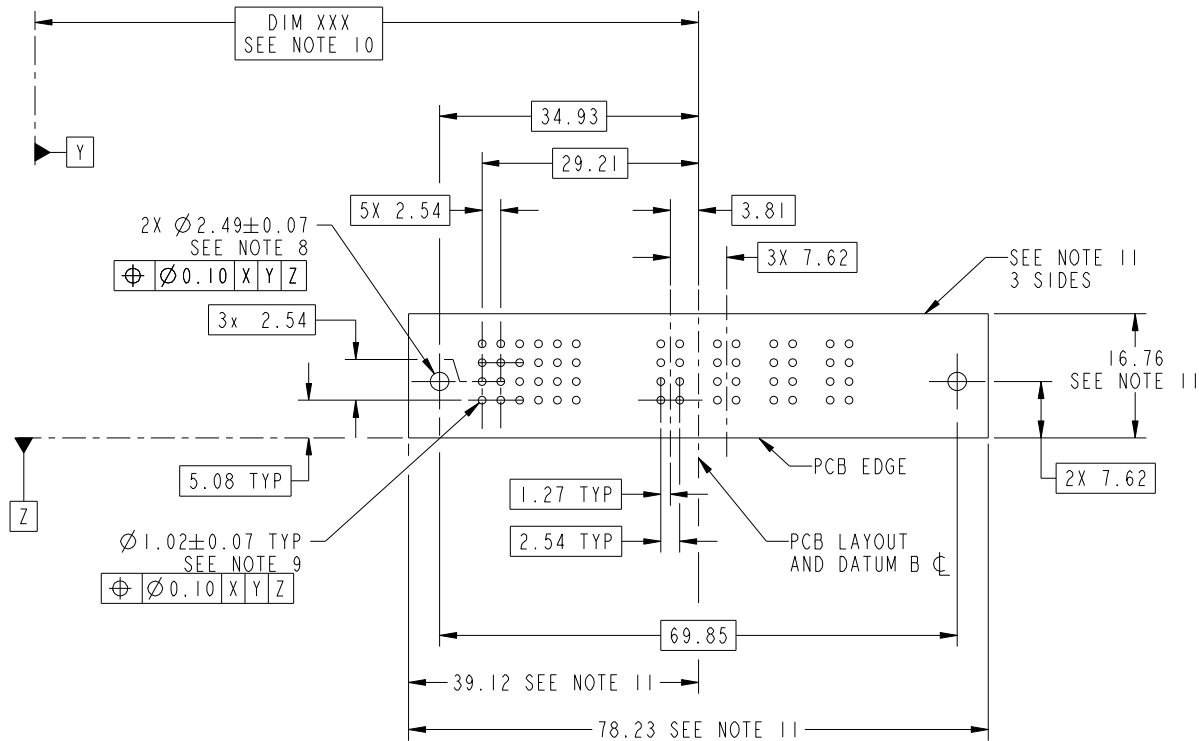 DIM XXX
SEE NOTE 10
34.93
Y
29.21
5X 2.54
3.81
2X Ø2.49±0.07
SEE NOTE 8
⌖ Ø0.10 X Y Z
3X 7.62
SEE NOTE 11
3 SIDES
3x 2.54
16.76
SEE NOTE 11
5.08 TYP
PCB EDGE
2X 7.62
1.27 TYP
Z
Ø1.02±0.07 TYP
SEE NOTE 9
⌖ Ø0.10 X Y Z
2.54 TYP
PCB LAYOUT
AND DATUM B ℄
69.85
39.12 SEE NOTE 11
78.23 SEE NOTE 11